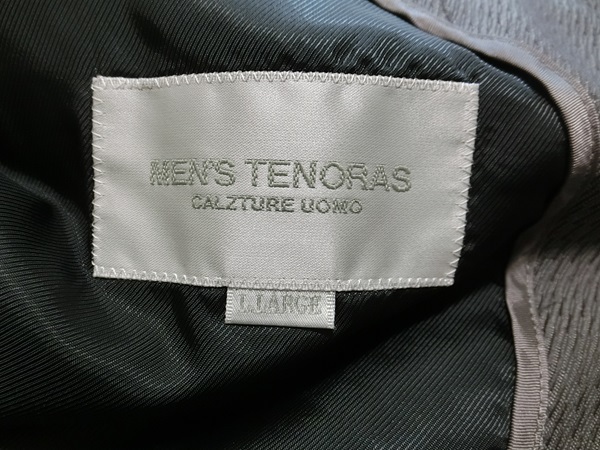 MEN'S TENORAS
CALZTURE UOMO
L.LARGE